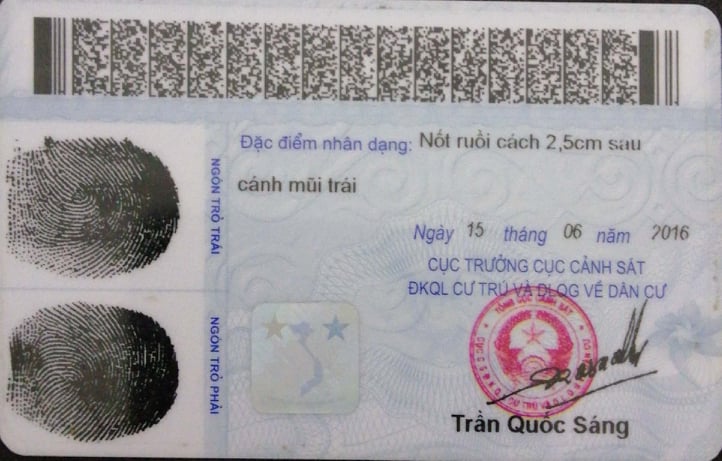 Đặc điểm nhân dạng: Nốt ruồi cách 2,5cm sau
cánh mũi trái
NGÓN TRỎ TRÁI
Ngày 15 tháng 06 năm 2016
CỤC TRƯỞNG CỤC CẢNH SÁT
ĐKQL CƯ TRÚ VÀ DLQG VỀ DÂN CƯ
NGÓN TRỎ PHẢI
Trần Quốc Sáng